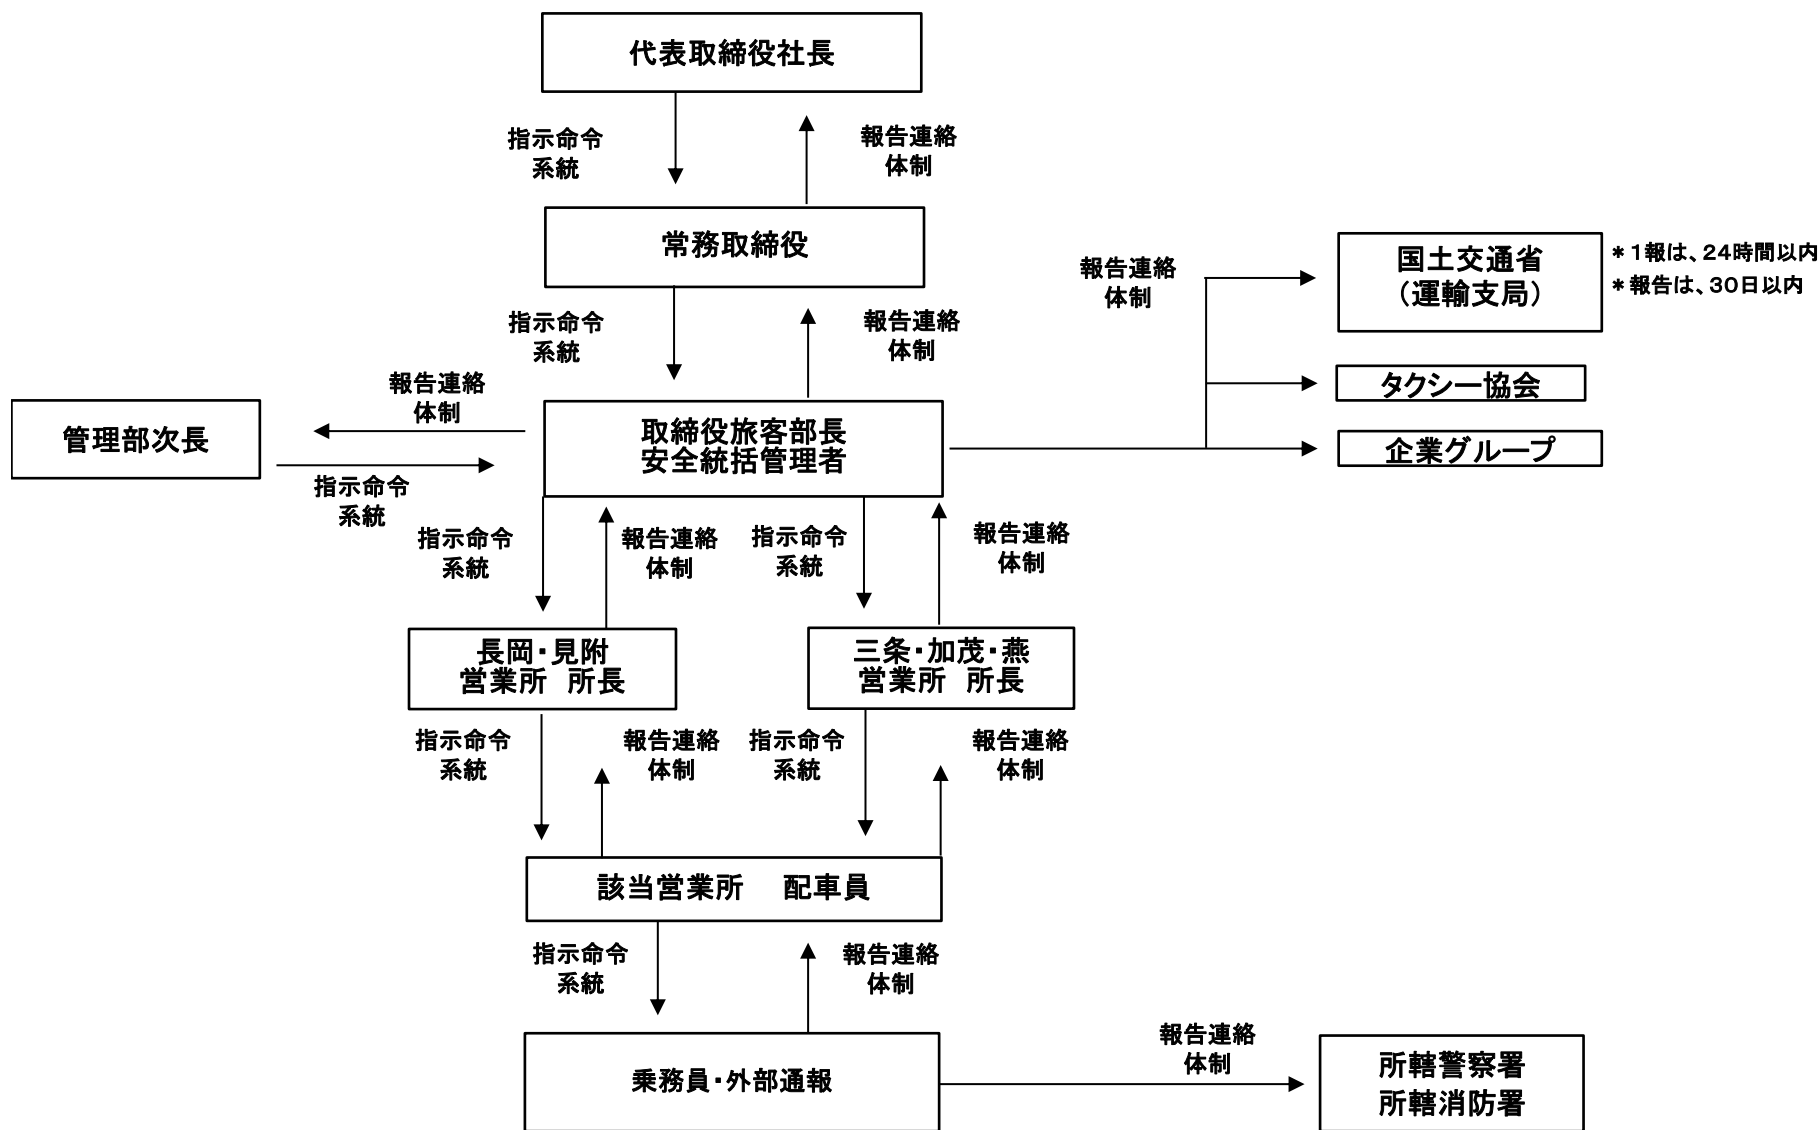 代表取締役社長
指示命令
系統
報告連絡
体制
常務取締役
指示命令
系統
報告連絡
体制
報告連絡
体制
国土交通省
（運輸支局）
＊1報は、24時間以内
＊報告は、30日以内
タクシー協会
企業グループ
報告連絡
体制
管理部次長
指示命令
系統
取締役旅客部長
安全統括管理者
指示命令
系統
報告連絡
体制
指示命令
系統
報告連絡
体制
長岡・見附
営業所　所長
三条・加茂・燕
営業所　所長
指示命令
系統
報告連絡
体制
指示命令
系統
報告連絡
体制
該当営業所　配車員
指示命令
系統
報告連絡
体制
乗務員・外部通報
報告連絡
体制
所轄警察署
所轄消防署